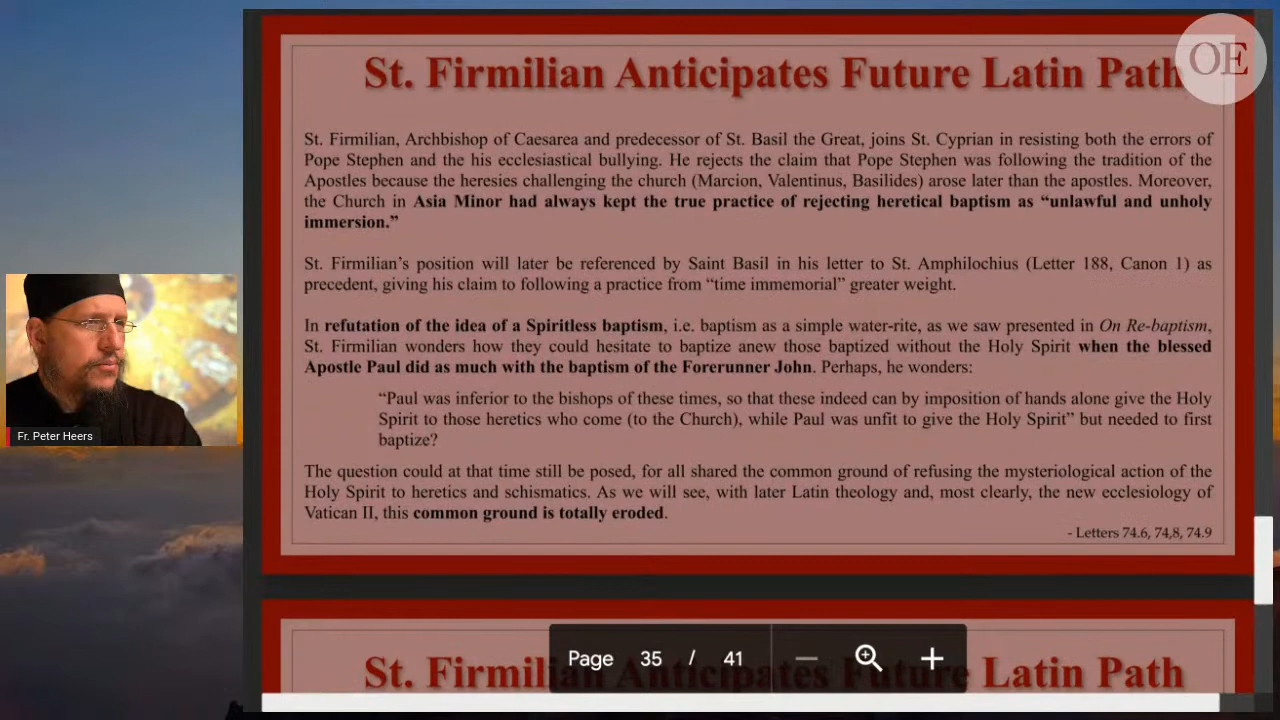 St. Firmilian Anticipates Future Latin Path
OE
St. Firmilian, Archbishop of Caesarea and predecessor of St. Basil the Great, joins St. Cyprian in resisting both the errors of
Pope Stephen and the his ecclesiastical bullying. He rejects the claim that Pope Stephen was following the tradition of the
Apostles because the heresies challenging the church (Marcion, Valentinus, Basilides) arose later than the apostles. Moreover,
the Church in Asia Minor had always kept the true practice of rejecting heretical baptism as “unlawful and unholy
immersion.”
St. Firmilian’s position will later be referenced by Saint Basil in his letter to St. Amphilochius (Letter 188, Canon 1) as
precedent, giving his claim to following a practice from “time immemorial” greater weight.
In refutation of the idea of a Spiritless baptism, i.e. baptism as a simple water-rite, as we saw presented in On Re-baptism,
St. Firmilian wonders how they could hesitate to baptize anew those baptized without the Holy Spirit when the blessed
Apostle Paul did as much with the baptism of the Forerunner John. Perhaps, he wonders:
“Paul was inferior to the bishops of these times, so that these indeed can by imposition of hands alone give the Holy
Spirit to those heretics who come (to the Church), while Paul was unfit to give the Holy Spirit” but needed to first
baptize?
The question could at that time still be posed, for all shared the common ground of refusing the mysteriological action of the
Holy Spirit to heretics and schismatics. As we will see, with later Latin theology and, most clearly, the new ecclesiology of
Vatican II, this common ground is totally eroded.
- Letters 74.6, 74,8, 74.9
Fr. Peter Heers
Page 35 / 41
St. Firmilian Anticipates Future Latin Path